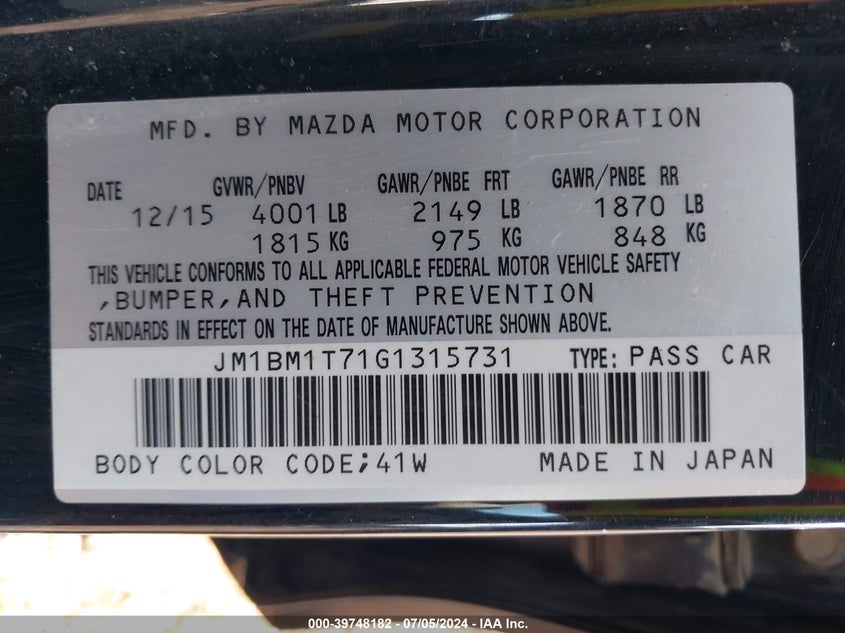 MFD. BY MAZDA MOTOR CORPORATION
DATE GVWR/PNBV GAWR/PNBE FRT GAWR/PNBE RR
12/15 4001 LB 2149 LB 1870 LB
1815 KG 975 KG 848 KG
THIS VEHICLE CONFORMS TO ALL APPLICABLE FEDERAL MOTOR VEHICLE SAFETY
,BUMPER,AND THEFT PREVENTION
STANDARDS IN EFFECT ON THE DATE OF MANUFACTURE SHOWN ABOVE.
JM1BM1T71G1315731 TYPE: PASS CAR
BODY COLOR CODE;41W MADE IN JAPAN
000-39748182 - 07/05/2024 - IAA Inc.